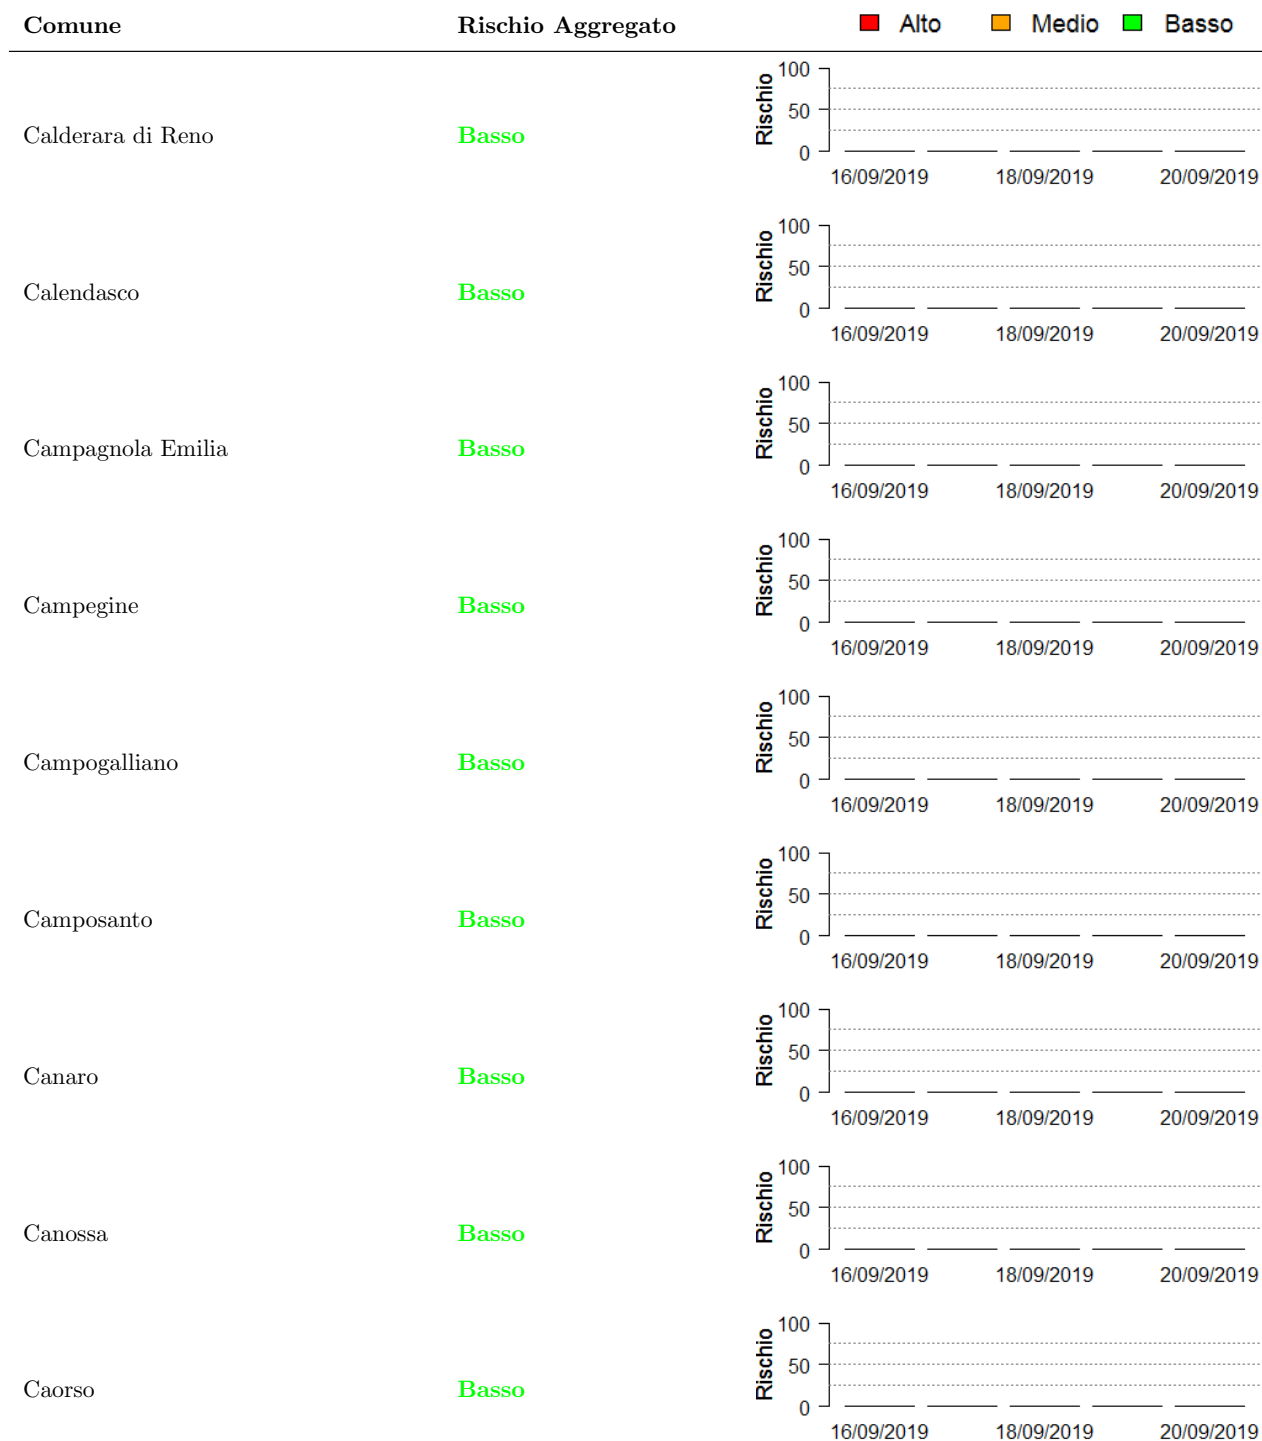 Comune Rischio Aggregato Alto Medio Basso
100
50
0
Rischio
Calderara di Reno Basso
16/09/2019 18/09/2019 20/09/2019
100
50
0
Rischio
Calendasco Basso
16/09/2019 18/09/2019 20/09/2019
100
50
0
Rischio
Campagnola Emilia Basso
16/09/2019 18/09/2019 20/09/2019
100
50
0
Rischio
Campegine Basso
16/09/2019 18/09/2019 20/09/2019
100
50
0
Rischio
Campogalliano Basso
16/09/2019 18/09/2019 20/09/2019
100
50
0
Rischio
Camposanto Basso
16/09/2019 18/09/2019 20/09/2019
100
50
0
Rischio
Canaro Basso
16/09/2019 18/09/2019 20/09/2019
100
50
0
Rischio
Canossa Basso
16/09/2019 18/09/2019 20/09/2019
100
50
0
Rischio
Caorso Basso
16/09/2019 18/09/2019 20/09/2019